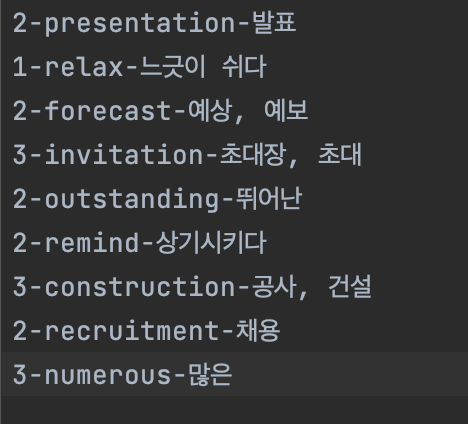 2-presentation-발표
1-relax-느긋이 쉬다
2-forecast-예상, 예보
3-invitation-초대장, 초대
2-outstanding-뛰어난
2-remind-상기시키다
3-construction-공사, 건설
2-recruitment-채용
3-numerous-많은